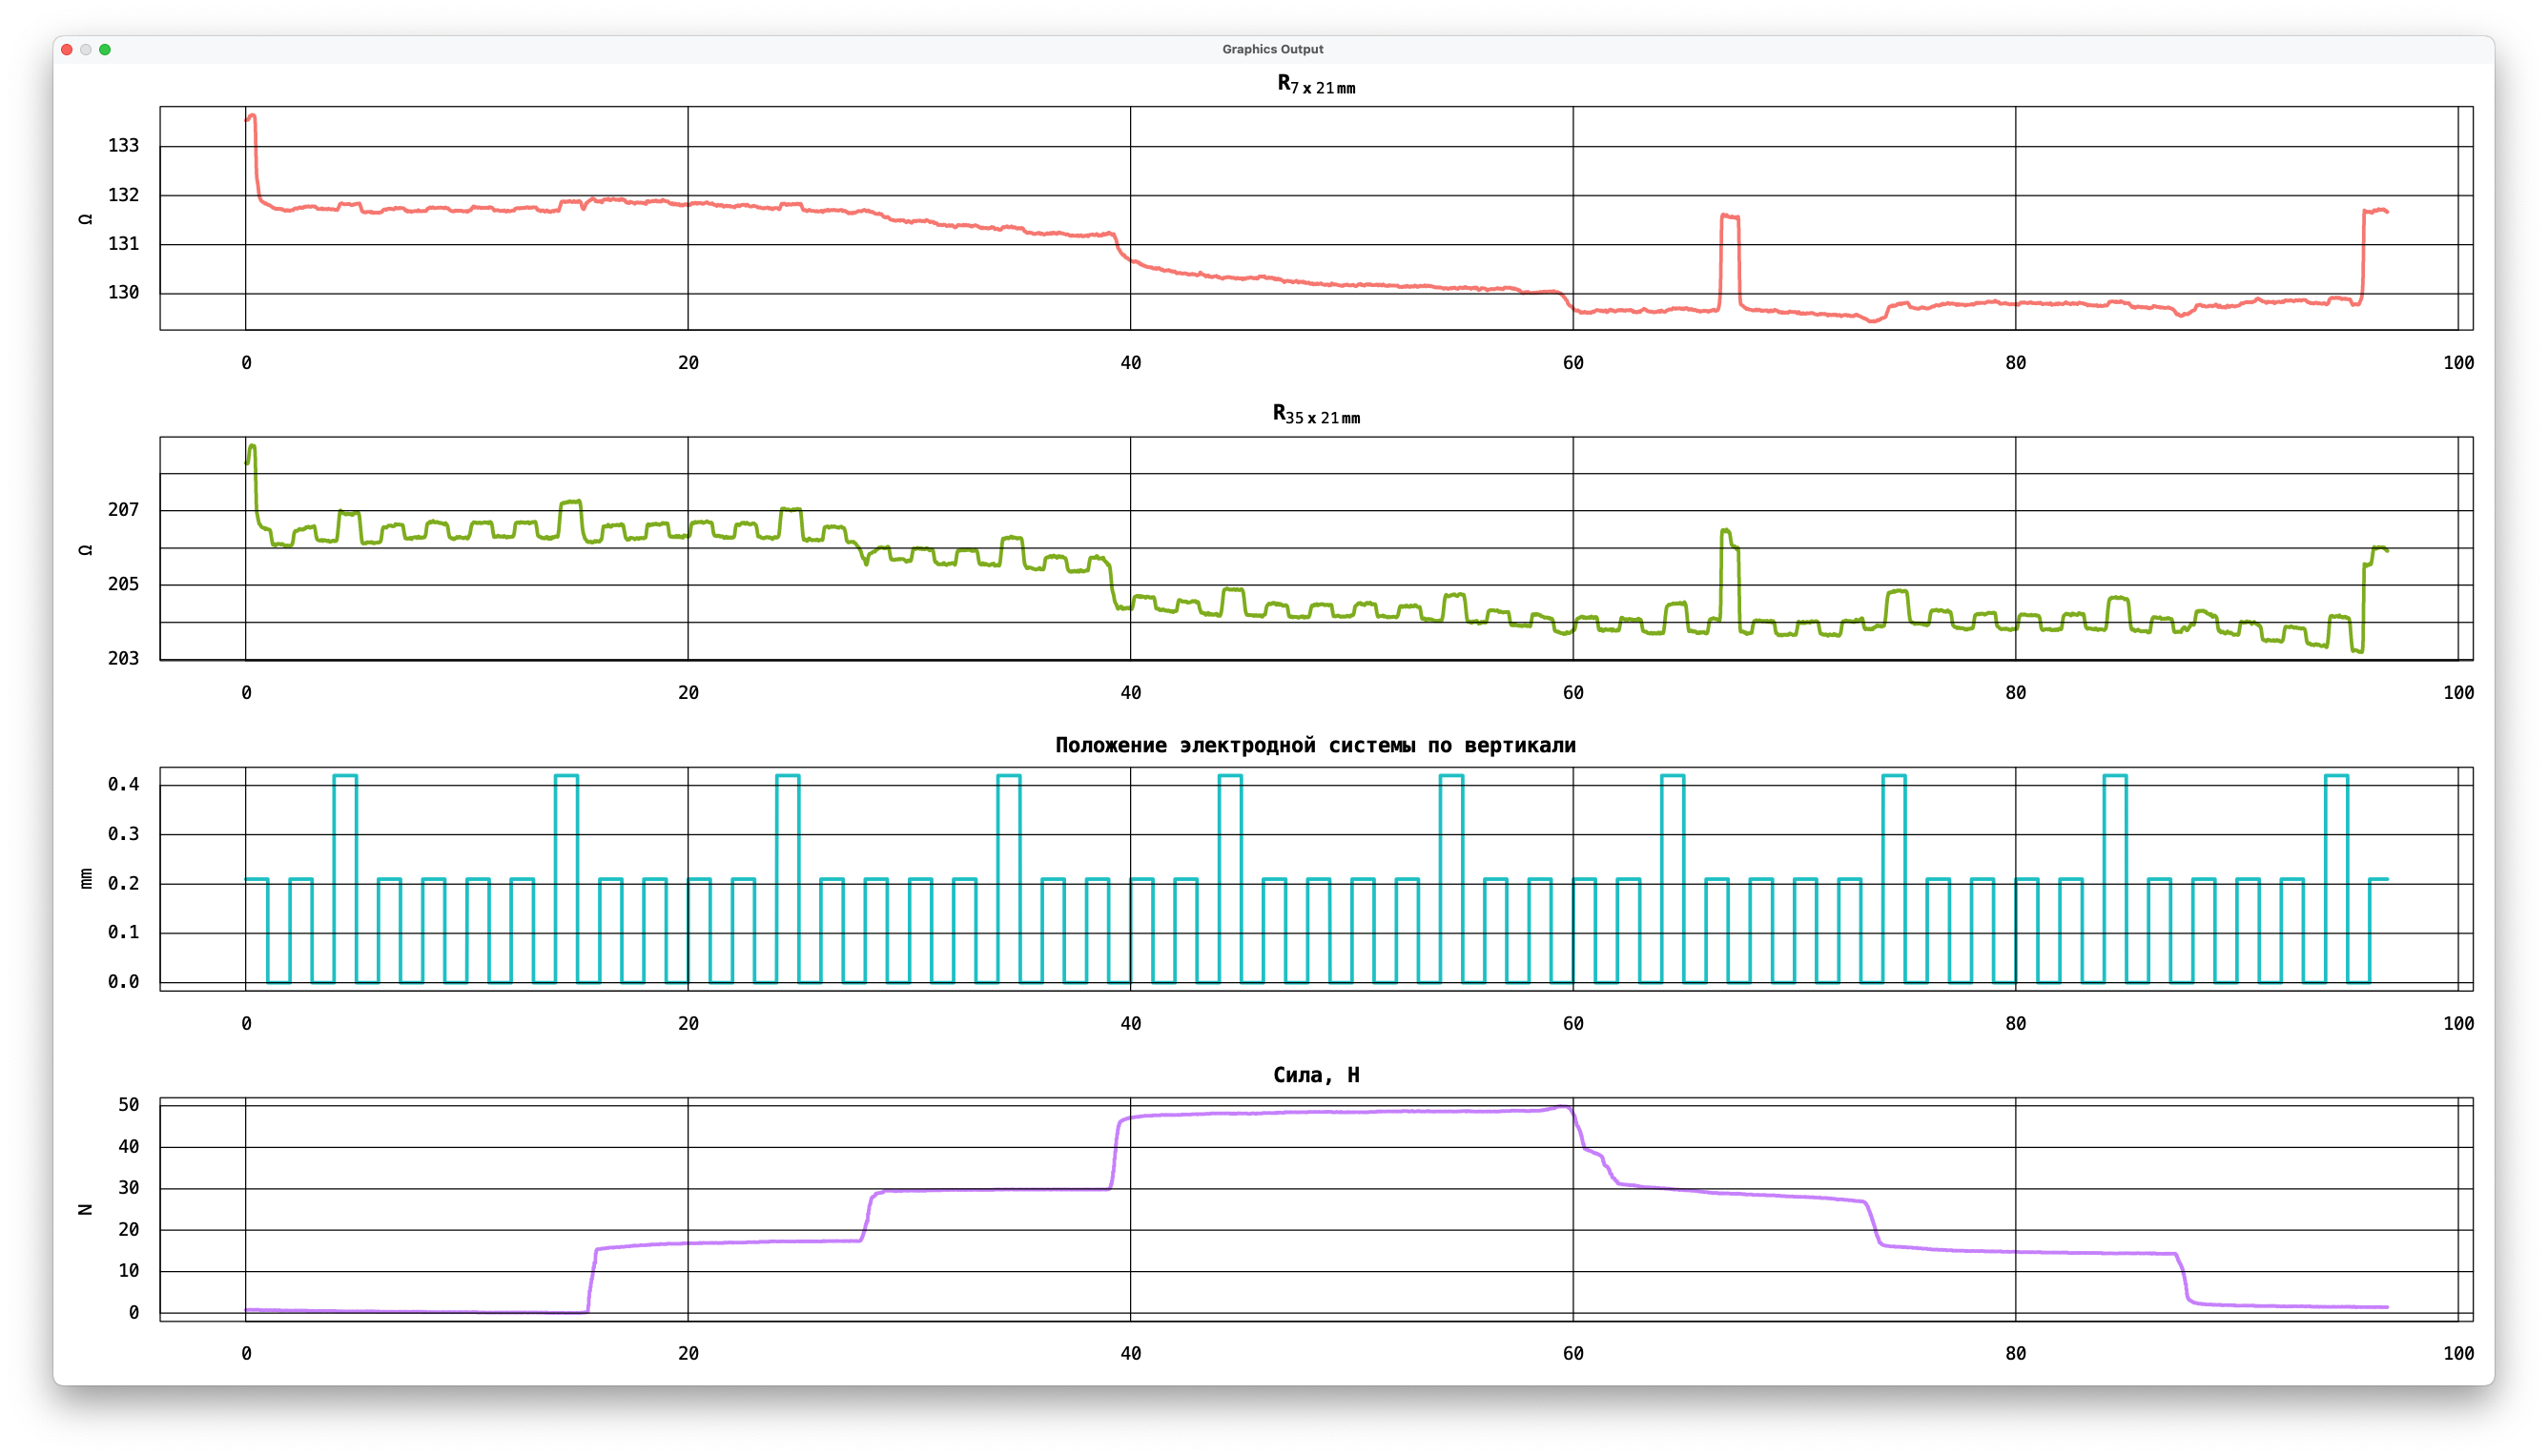 Graphics Output
R7 x 21 mm
133
132
131
130
Ω
0 20 40 60 80 100
R35 x 21 mm
207
205
203
Ω
0 20 40 60 80 100
Положение электродной системы по вертикали
0.4
0.3
0.2
0.1
0.0
mm
0 20 40 60 80 100
Сила, Н
50
40
30
20
10
0
N
0 20 40 60 80 100